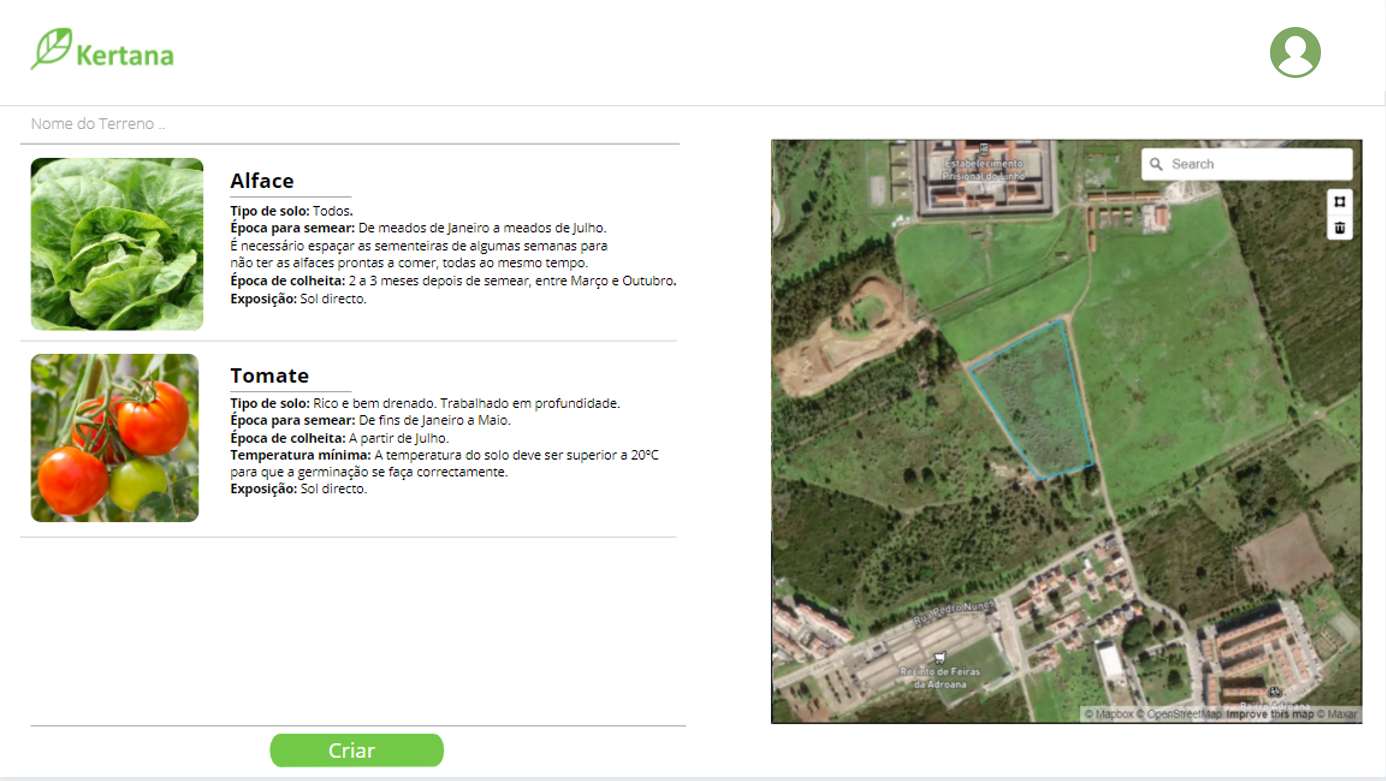 Kertana
Nome do Terreno ..
Alface
Tipo de solo: Todos.
Época para semear: De meados de Janeiro a meados de Julho.
É necessário espaçar as sementeiras de algumas semanas para
não ter as alfaces prontas a comer, todas ao mesmo tempo.
Época de colheita: 2 a 3 meses depois de semear, entre Março e Outubro.
Exposição: Sol directo.
Tomate
Tipo de solo: Rico e bem drenado. Trabalhado em profundidade.
Época para semear: De fins de Janeiro a Maio.
Época de colheita: A partir de Julho.
Temperatura mínima: A temperatura do solo deve ser superior a 20ºC
para que a germinação se faça correctamente.
Exposição: Sol directo.
Criar
Search
Estabelecimento
Prisional do Linhó
Rua Pedro Nunes
Recinto de Feiras
da Adroana
Bairro Adroana
© Mapbox © OpenStreetMap Improve this map © Maxar